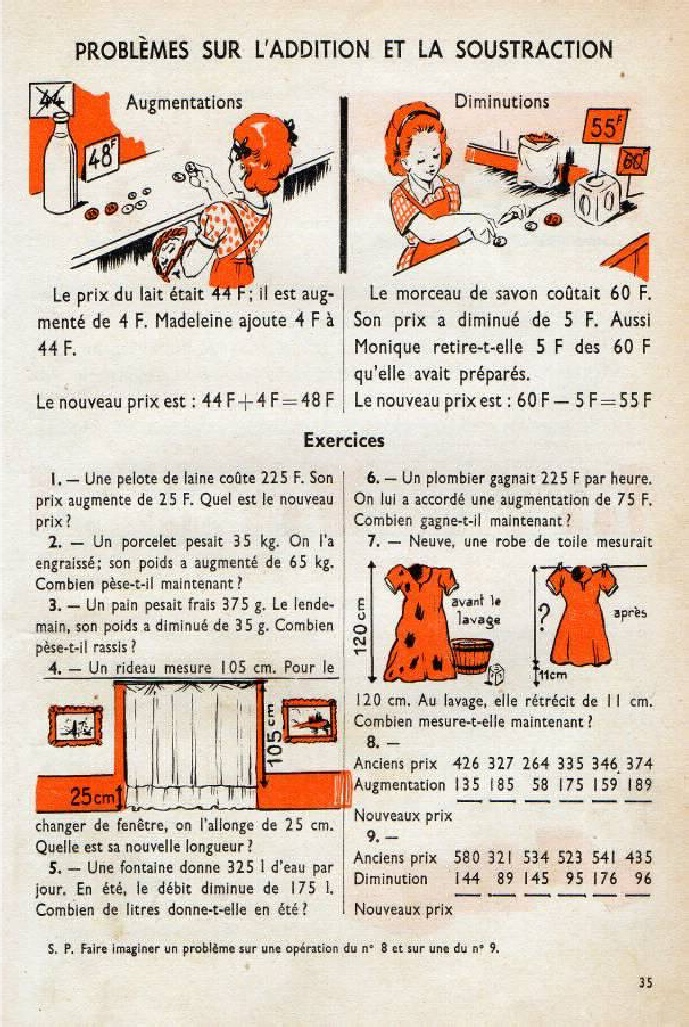 PROBLÈMES SUR L'ADDITION ET LA SOUSTRACTION
Augmentations
44
48F
Le prix du lait était 44 F; il est aug-
menté de 4 F. Madeleine ajoute 4 F à
44 F.
Le nouveau prix est : 44 F + 4 F = 48 F
Diminutions
55F
60F
Le morceau de savon coûtait 60 F.
Son prix a diminué de 5 F. Aussi
Monique retire-t-elle 5 F des 60 F
qu'elle avait préparés.
Le nouveau prix est : 60 F — 5 F = 55 F
Exercices
1. — Une pelote de laine coûte 225 F. Son
prix augmente de 25 F. Quel est le nouveau
prix ?
2. — Un porcelet pesait 35 kg. On l'a
engraissé; son poids a augmenté de 65 kg.
Combien pèse-t-il maintenant ?
3. — Un pain pesait frais 375 g. Le lende-
main, son poids a diminué de 35 g. Combien
pèse-t-il rassis ?
4. — Un rideau mesure 105 cm. Pour le
105 cm
25 cm
changer de fenêtre, on l'allonge de 25 cm.
Quelle est sa nouvelle longueur ?
5. — Une fontaine donne 325 l d'eau par
jour. En été, le débit diminue de 175 l.
Combien de litres donne-t-elle en été ?
6. — Un plombier gagnait 225 F par heure.
On lui a accordé une augmentation de 75 F.
Combien gagne-t-il maintenant ?
7. — Neuve, une robe de toile mesurait
120 cm
avant le
lavage
?
après
11cm
120 cm. Au lavage, elle rétrécit de 11 cm.
Combien mesure-t-elle maintenant ?
8. —
Anciens prix 426 327 264 335 346 374
Augmentation 135 185 58 175 159 189
Nouveaux prix
9. —
Anciens prix 580 321 534 523 541 435
Diminution 144 89 145 95 176 96
Nouveaux prix
S. P. Faire imaginer un problème sur une opération du n° 8 et sur une du n° 9.
35